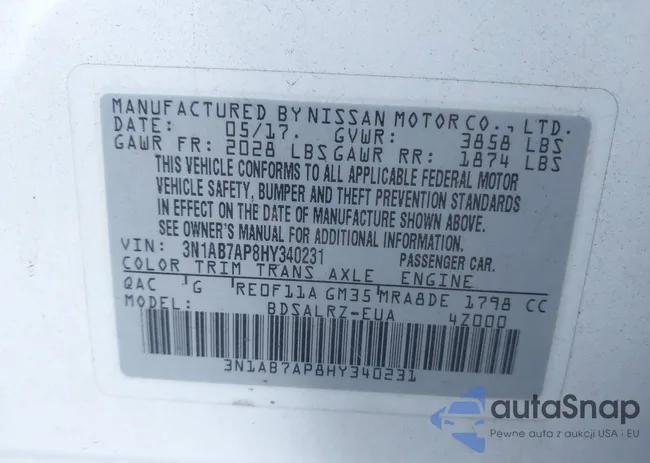 MANUFACTURED BY NISSAN MOTOR CO., LTD.
DATE: 05/17. GVWR: 3858 LBS
GAWR FR: 2028 LBS GAWR RR: 1874 LBS
THIS VEHICLE CONFORMS TO ALL APPLICABLE FEDERAL MOTOR
VEHICLE SAFETY, BUMPER AND THEFT PREVENTION STANDARDS
IN EFFECT ON THE DATE OF MANUFACTURE SHOWN ABOVE.
SEE OWNER'S MANUAL FOR ADDITIONAL INFORMATION.
VIN: 3N1AB7AP8HY340231 PASSENGER CAR.
COLOR TRIM TRANS AXLE ENGINE
QAC G RE0F11A GM35 MRA8DE 1798 CC
MODEL: BDSALRZ-EUA 4Z000
3N1AB7AP8HY340231
autaSnap
Pewne auta z aukcji USA i EU